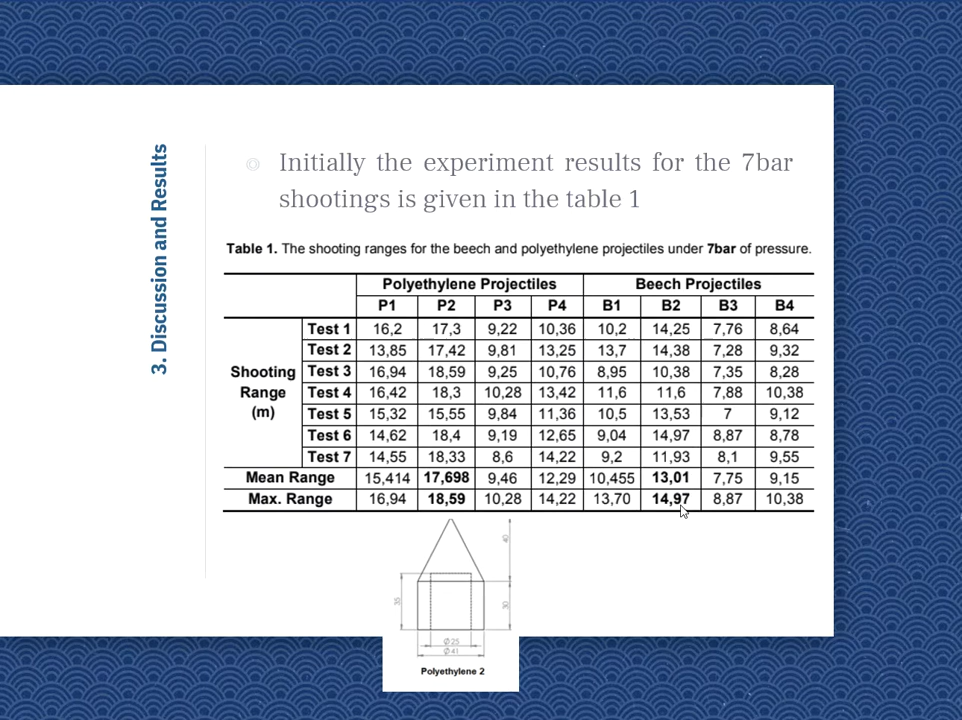 3. Discussion and Results
Initially the experiment results for the 7bar
shootings is given in the table 1
Table 1. The shooting ranges for the beech and polyethylene projectiles under 7bar of pressure.
Polyethylene Projectiles Beech Projectiles
P1 P2 P3 P4 B1 B2 B3 B4
Shooting Range (m)
Test 1 16,2 17,3 9,22 10,36 10,2 14,25 7,76 8,64
Test 2 13,85 17,42 9,81 13,25 13,7 14,38 7,28 9,32
Test 3 16,94 18,59 9,25 10,76 8,95 10,38 7,35 8,28
Test 4 16,42 18,3 10,28 13,42 11,6 11,6 7,88 10,38
Test 5 15,32 15,55 9,84 11,36 10,5 13,53 7 9,12
Test 6 14,62 18,4 9,19 12,65 9,04 14,97 8,87 8,78
Test 7 14,55 18,33 8,6 14,22 9,2 11,93 8,1 9,55
Mean Range 15,414 17,698 9,46 12,29 10,455 13,01 7,75 9,15
Max. Range 16,94 18,59 10,28 14,22 13,70 14,97 8,87 10,38
40
35
30
Ø25
Ø41
Polyethylene 2